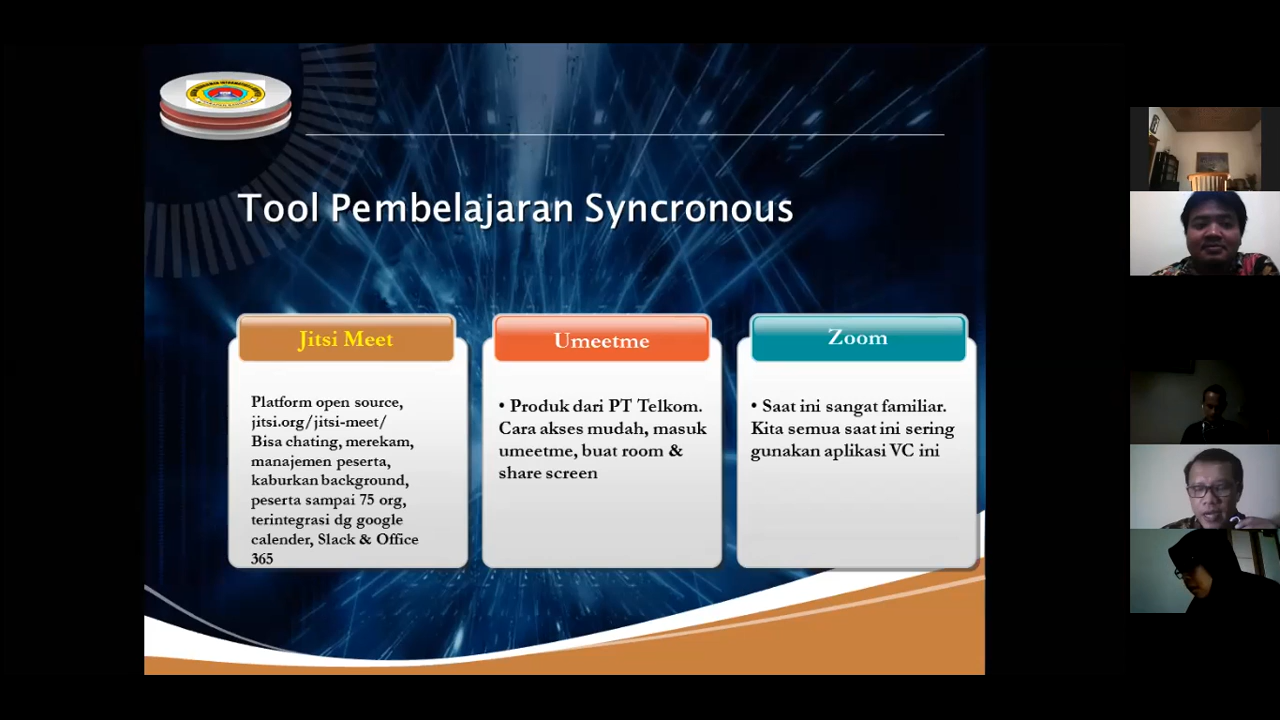 Tool Pembelajaran Syncronous
Jitsi Meet
Platform open source,
jitsi.org/jitsi-meet/
Bisa chating, merekam,
manajemen peserta,
kaburkan background,
peserta sampai 75 org,
terintegrasi dg google
calender, Slack & Office
365
Umeetme
• Produk dari PT Telkom.
Cara akses mudah, masuk
umeetme, buat room &
share screen
Zoom
• Saat ini sangat familiar.
Kita semua saat ini sering
gunakan aplikasi VC ini